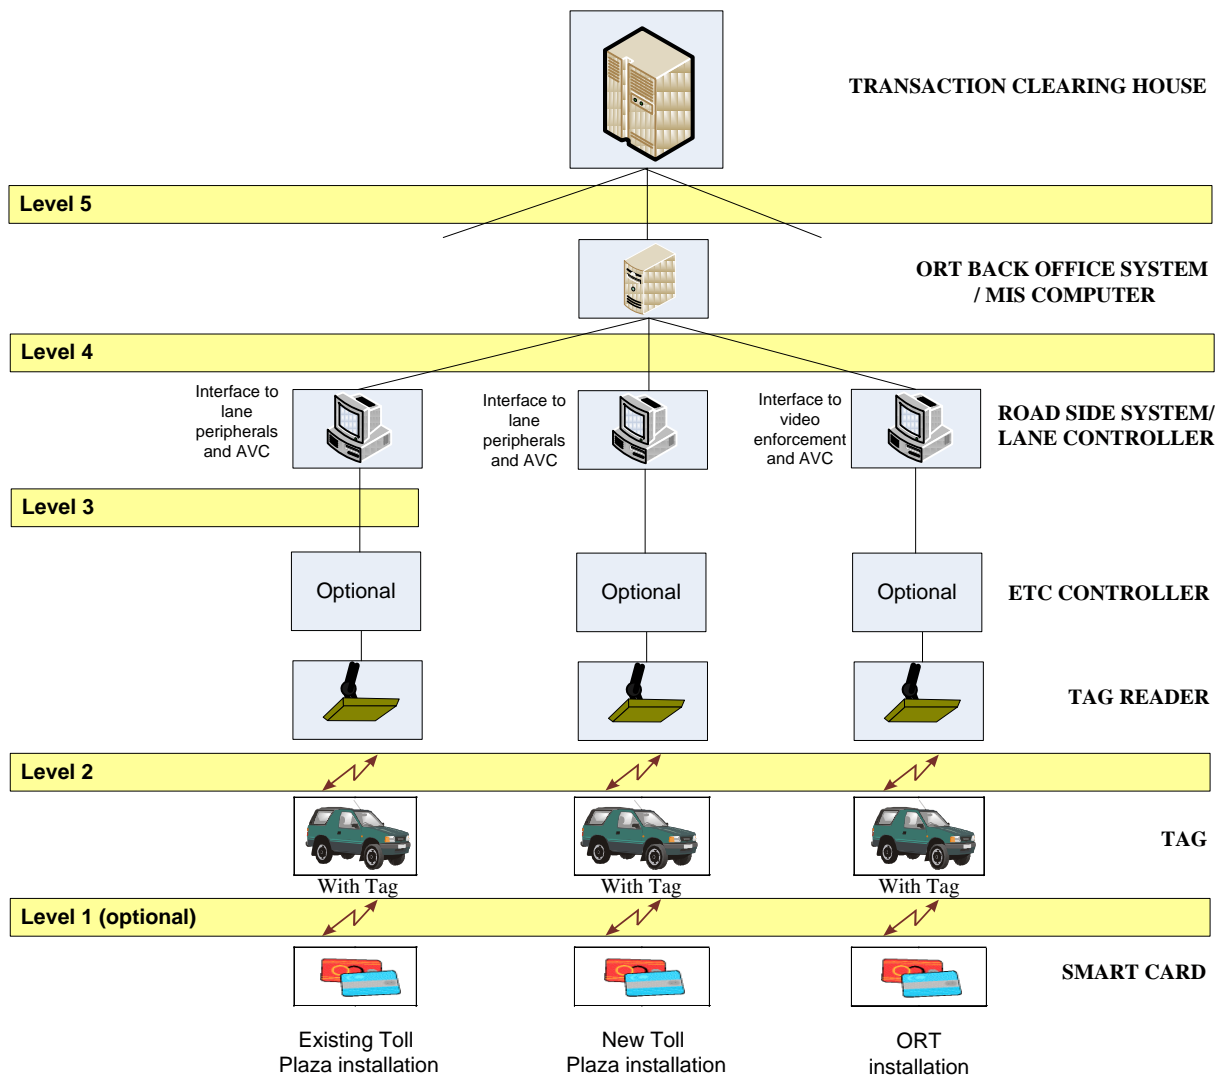 TRANSACTION CLEARING HOUSE
Level 5
ORT BACK OFFICE SYSTEM
/ MIS COMPUTER
Level 4
Interface to
lane
peripherals
and AVC
Interface to
lane
peripherals
and AVC
Interface to
video
enforcement
and AVC
ROAD SIDE SYSTEM/
LANE CONTROLLER
Level 3
Optional
Optional
Optional
ETC CONTROLLER
TAG READER
Level 2
TAG
With Tag
With Tag
With Tag
Level 1 (optional)
SMART CARD
Existing Toll
Plaza installation
New Toll
Plaza installation
ORT
installation